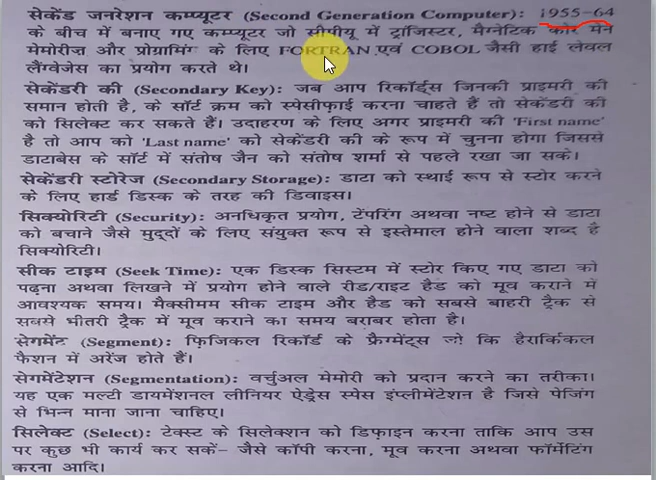 सेकेंड जनरेशन कम्प्यूटर (Second Generation Computer): 1955-64
के बीच में बनाए गए कम्प्यूटर जो सीपीयू में ट्रांजिस्टर, मैग्नेटिक कोर मेन
मेमोरीज़ और प्रोग्रामिंग के लिए FORTRAN एवं COBOL जैसी हाई लेवल
लैंग्वेजेस का प्रयोग करते थे।
सेकेंडरी की (Secondary Key): जब आप रिकॉर्ड्स जिनकी प्राइमरी की
समान होती है, के सॉर्ट क्रम को स्पेसीफाई करना चाहते हैं तो सेकेंडरी की
को सिलेक्ट कर सकते हैं। उदाहरण के लिए अगर प्राइमरी की 'First name'
है तो आप को 'Last name' को सेकेंडरी की के रूप में चुनना होगा जिससे
डाटाबेस के सॉर्ट में संतोष जैन को संतोष शर्मा से पहले रखा जा सके।
सेकेंडरी स्टोरेज (Secondary Storage): डाटा को स्थाई रूप से स्टोर करने
के लिए हार्ड डिस्क के तरह की डिवाइस।
सिक्योरिटी (Security): अनधिकृत प्रयोग, टेंपरिंग अथवा नष्ट होने से डाटा
को बचाने जैसे मुद्दों के लिए संयुक्त रूप से इस्तेमाल होने वाला शब्द है
सिक्योरिटी।
सीक टाइम (Seek Time): एक डिस्क सिस्टम में स्टोर किए गए डाटा को
पढ़ना अथवा लिखने में प्रयोग होने वाले रीड/राइट हैड को मूव कराने में
आवश्यक समय। मैक्सीमम सीक टाइम और हैड को सबसे बाहरी ट्रैक से
सबसे भीतरी ट्रैक में मूव कराने का समय बराबर होता है।
सेगमेंट (Segment): फ़िजिकल रिकॉर्ड के फ्रैग्मेंट्स जो कि हैरार्किकल
फैशन में अरेंज होते हैं।
सेगमेंटेशन (Segmentation): वर्चुअल मेमोरी को प्रदान करने का तरीका।
यह एक मल्टी डायमेंशनल लीनियर ऐड्रेस स्पेस इंप्लीमेंटेशन है जिसे पेजिंग
से भिन्न माना जाना चाहिए।
सिलेक्ट (Select): टेक्स्ट के सिलेक्शन को डिफ़ाइन करना ताकि आप उस
पर कुछ भी कार्य कर सकें– जैसे कॉपी करना, मूव करना अथवा फॉर्मेटिंग
करना आदि।